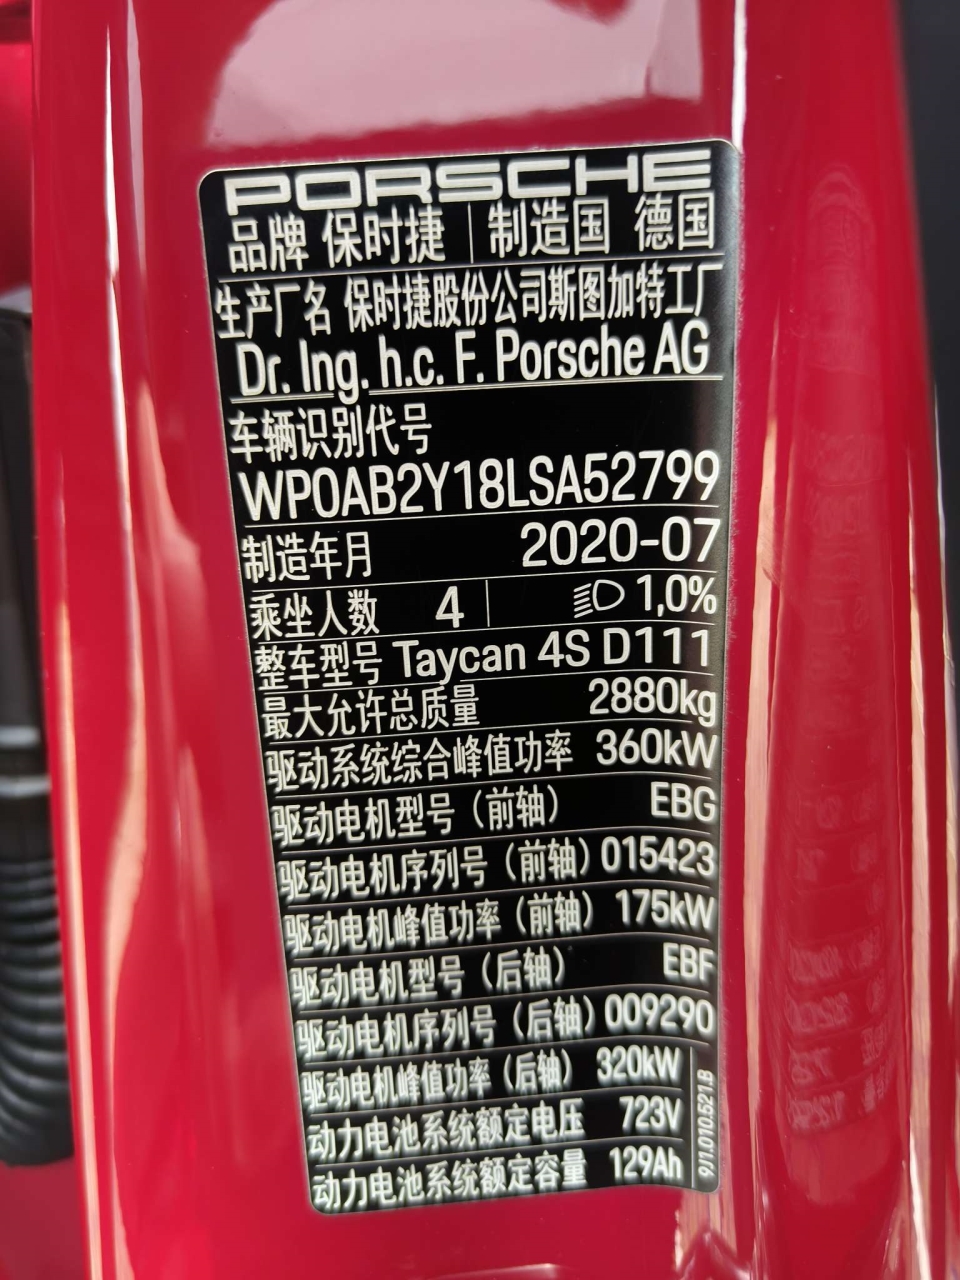 PORSCHE
品牌 保时捷 | 制造国 德国
生产厂名 保时捷股份公司斯图加特工厂
Dr. Ing. h.c. F. Porsche AG
车辆识别代号
WP0AB2Y18LSA52799
制造年月 2020-07
乘坐人数 4 | 1,0%
整车型号 Taycan 4S D111
最大允许总质量 2880kg
驱动系统综合峰值功率 360kW
驱动电机型号（前轴） EBG
驱动电机序列号（前轴）015423
驱动电机峰值功率（前轴） 175kW
驱动电机型号（后轴） EBF
驱动电机序列号（后轴）009290
驱动电机峰值功率（后轴） 320kW
动力电池系统额定电压 723V
动力电池系统额定容量 129Ah
9J1.010.521.B